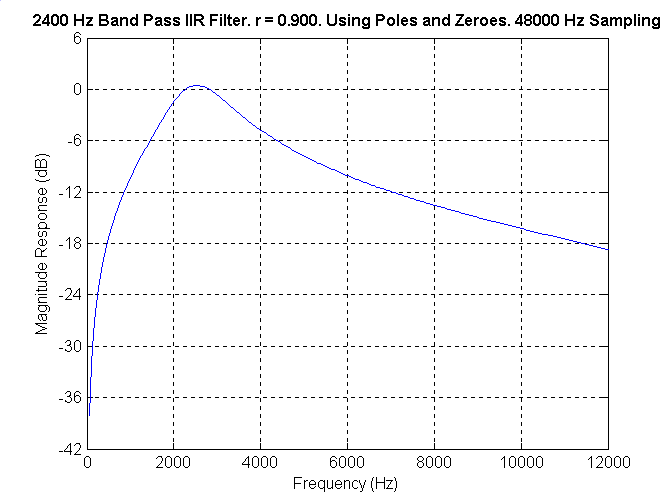 2400 Hz Band Pass IIR Filter. r = 0.900. Using Poles and Zeroes. 48000 Hz Sampling
6
0
-6
-12
-18
-24
-30
-36
-42
Magnitude Response (dB)
0 2000 4000 6000 8000 10000 12000
Frequency (Hz)